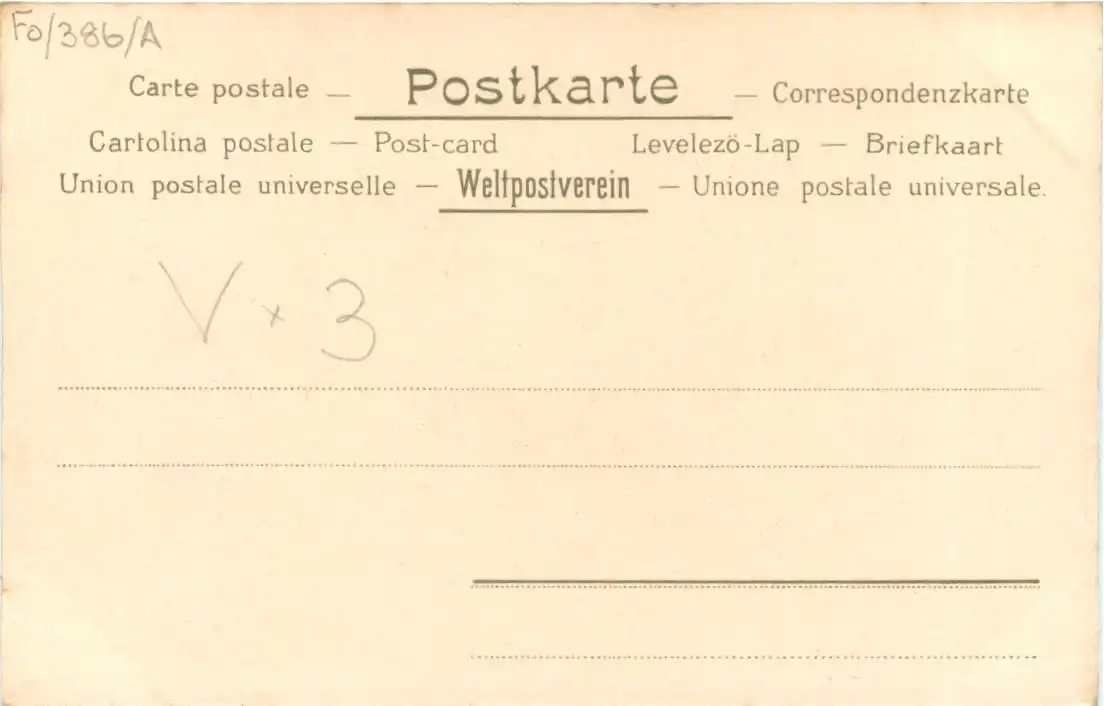 Fo/386/A
Carte postale — Postkarte — Correspondenzkarte
Cartolina postale — Post-card Levelező-Lap — Briefkaart
Union postale universelle — Weltpostverein — Unione postale universale.
V x 3